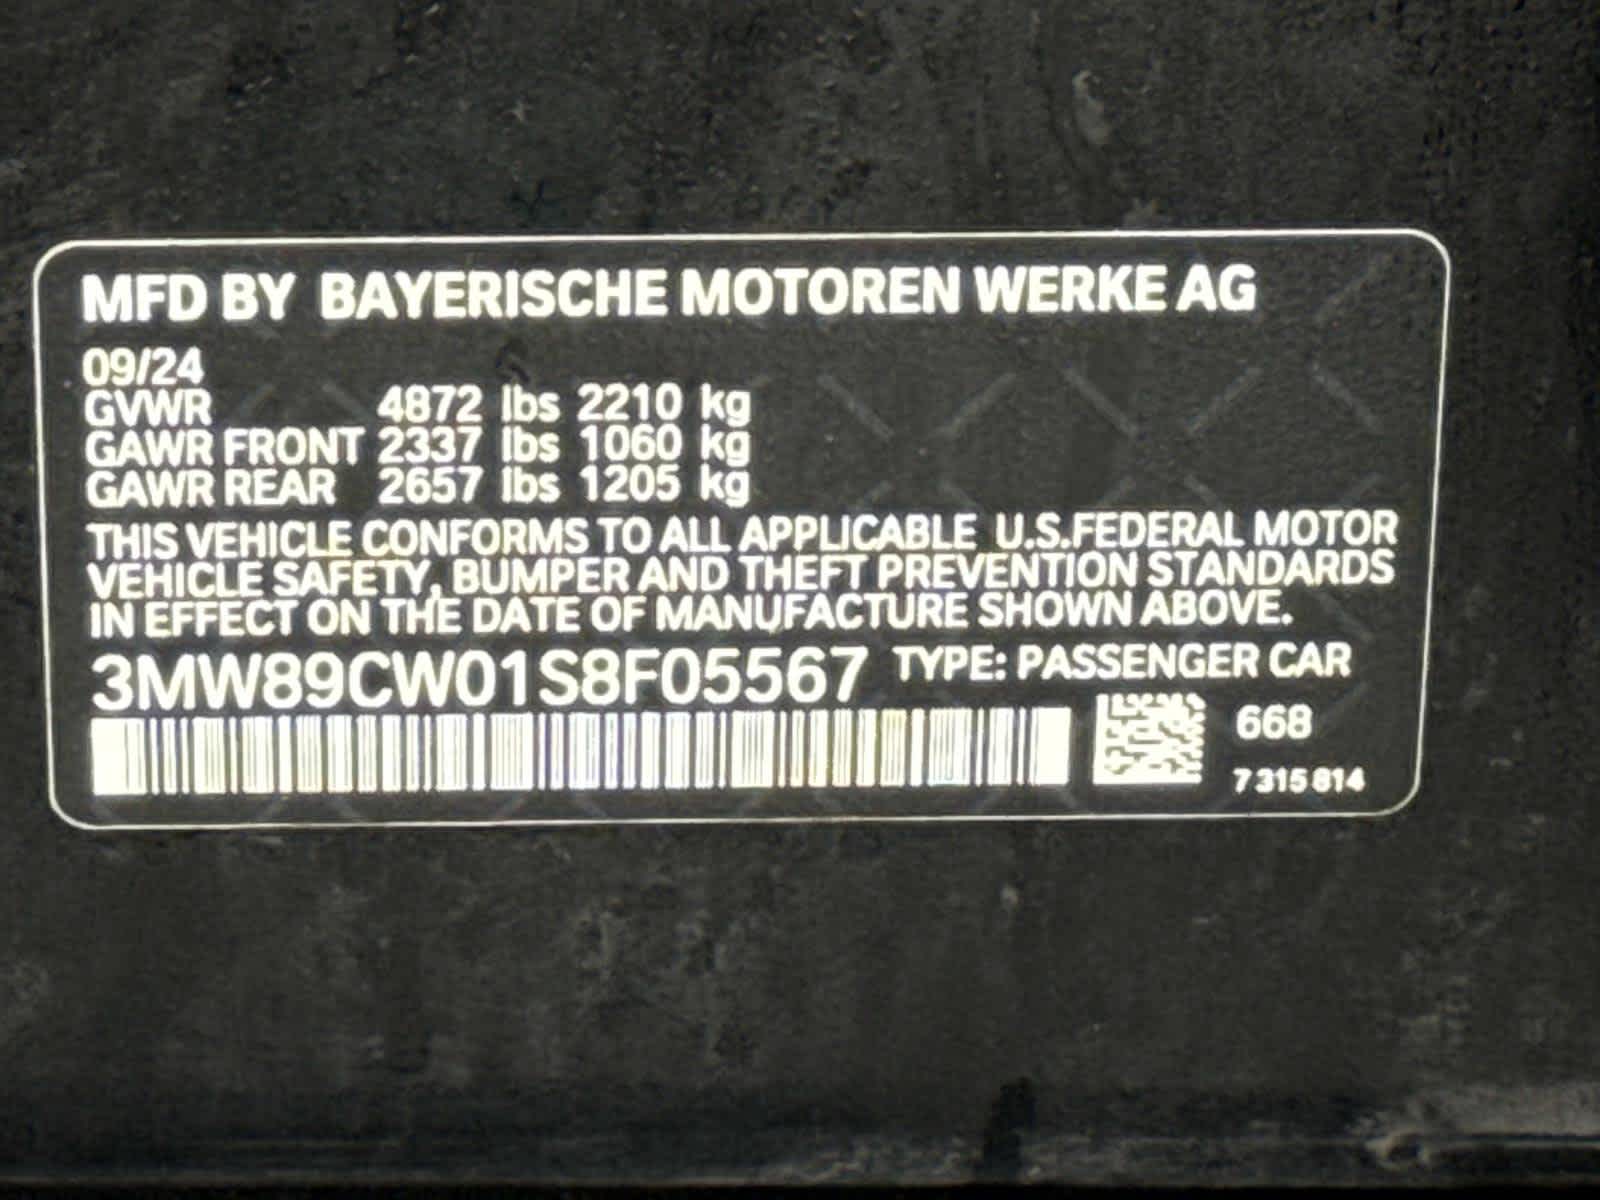 MFD BY BAYERISCHE MOTOREN WERKE AG
09/24
GVWR 4872 lbs 2210 kg
GAWR FRONT 2337 lbs 1060 kg
GAWR REAR 2657 lbs 1205 kg
THIS VEHICLE CONFORMS TO ALL APPLICABLE U.S.FEDERAL MOTOR
VEHICLE SAFETY, BUMPER AND THEFT PREVENTION STANDARDS
IN EFFECT ON THE DATE OF MANUFACTURE SHOWN ABOVE.
3MW89CW01S8F05567 TYPE: PASSENGER CAR
668
7 315 814